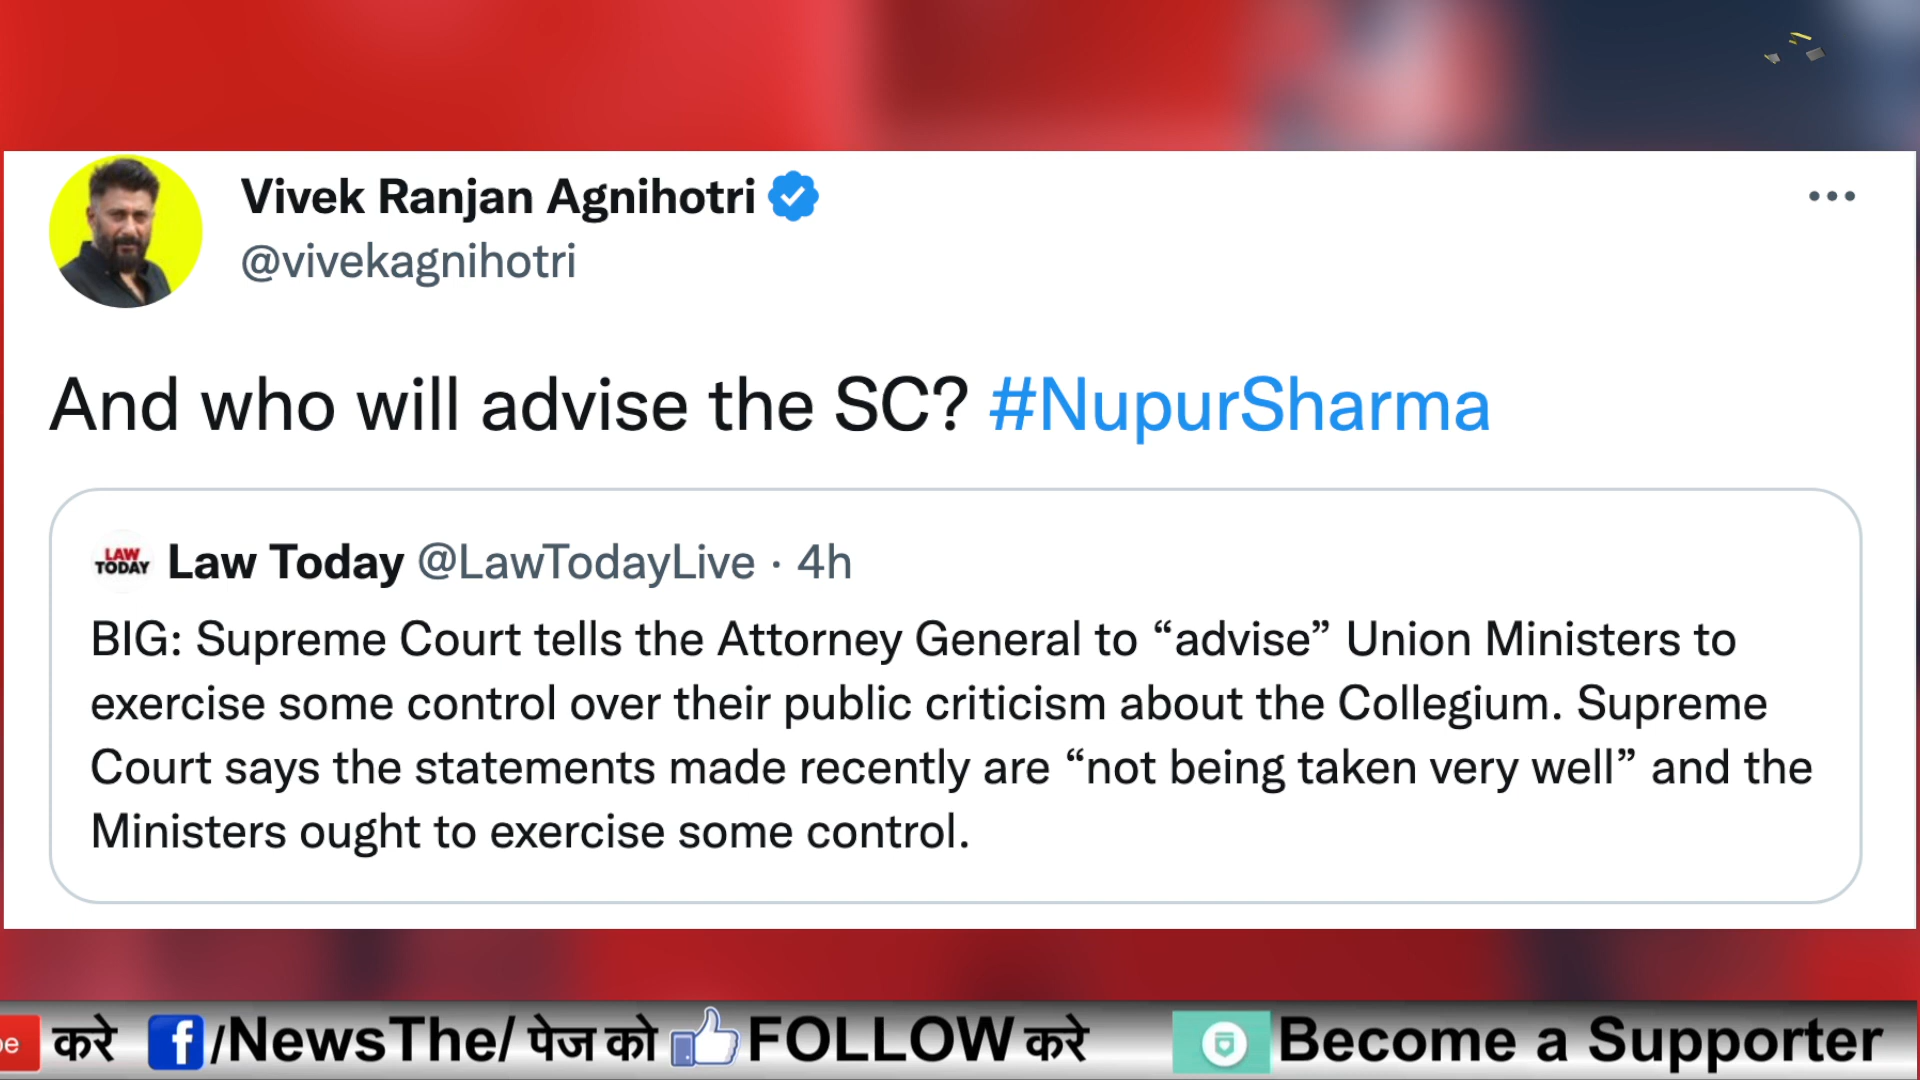 Vivek Ranjan Agnihotri
@vivekagnihotri
And who will advise the SC? #NupurSharma
LAW
TODAY
Law Today @LawTodayLive · 4h
BIG: Supreme Court tells the Attorney General to “advise” Union Ministers to
exercise some control over their public criticism about the Collegium. Supreme
Court says the statements made recently are “not being taken very well” and the
Ministers ought to exercise some control.
be करे f/NewsThe/ पेज को FOLLOW करे Become a Supporter